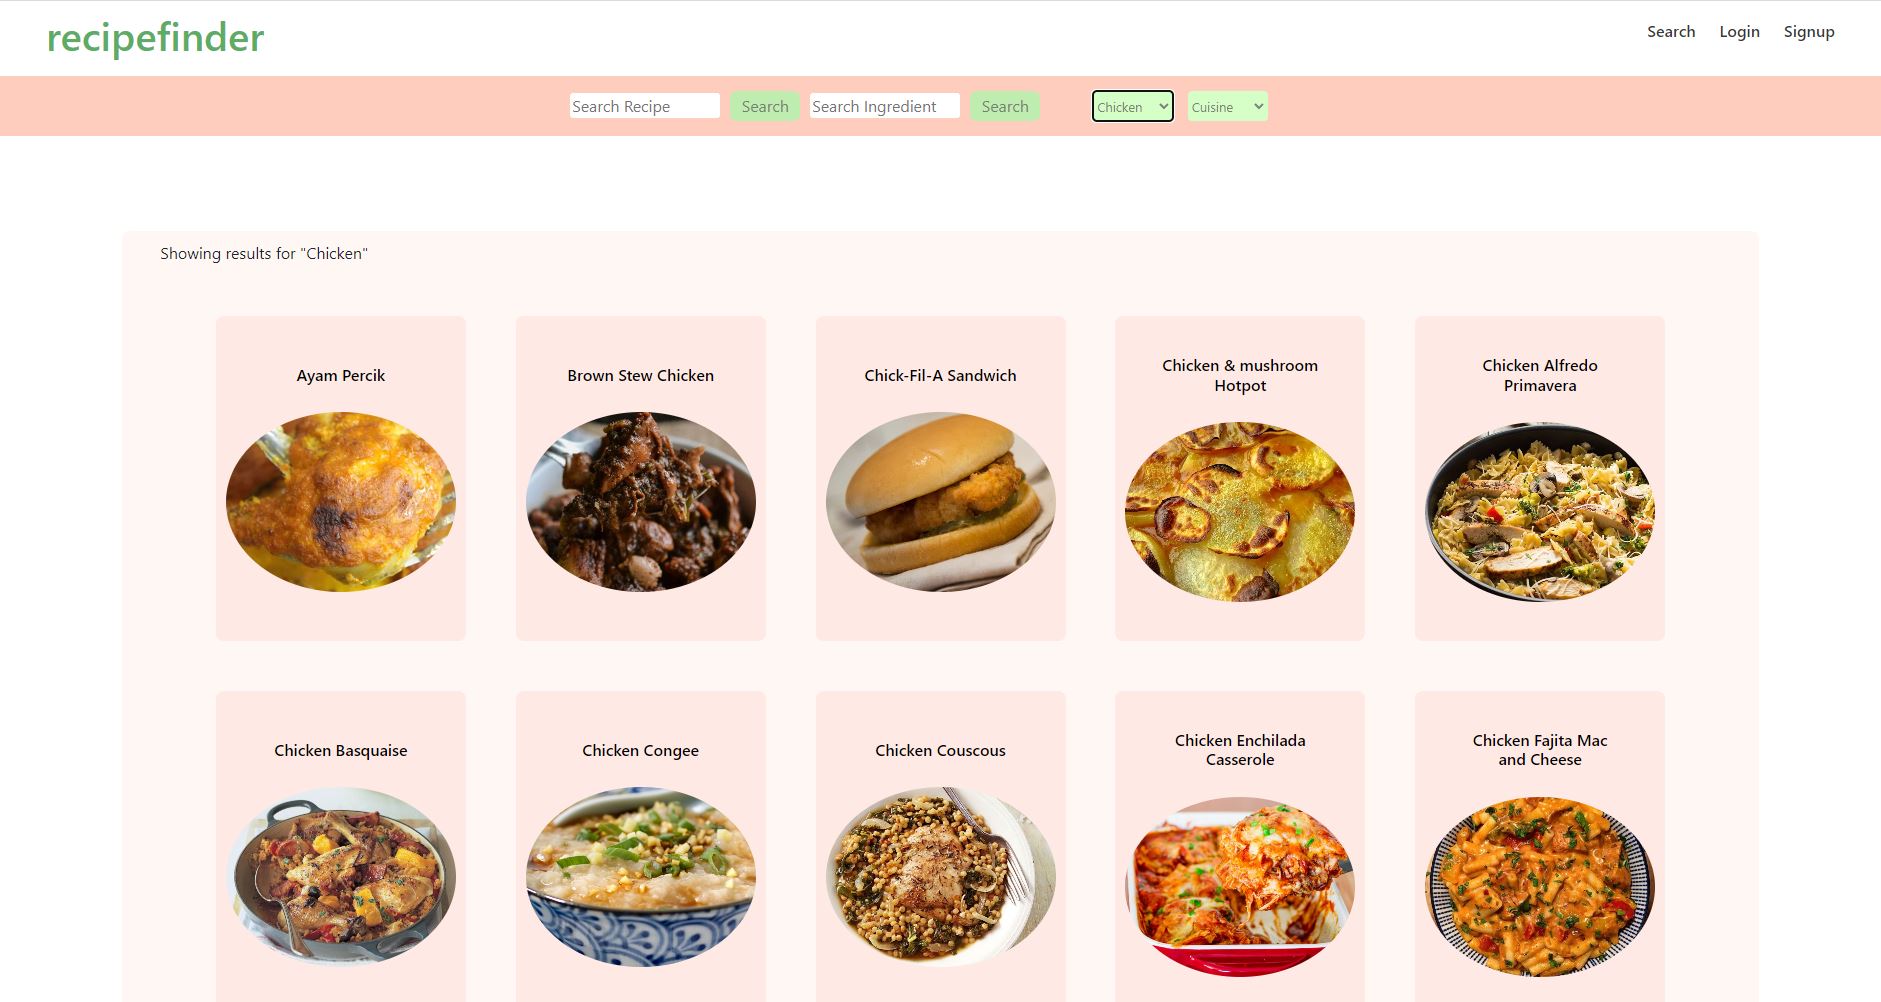 recipefinder
Search Login Signup
Search Recipe Search Search Ingredient Search Chicken Cuisine
Showing results for "Chicken"
Ayam Percik
Brown Stew Chicken
Chick-Fil-A Sandwich
Chicken & mushroom
Hotpot
Chicken Alfredo
Primavera
Chicken Basquaise
Chicken Congee
Chicken Couscous
Chicken Enchilada
Casserole
Chicken Fajita Mac
and Cheese